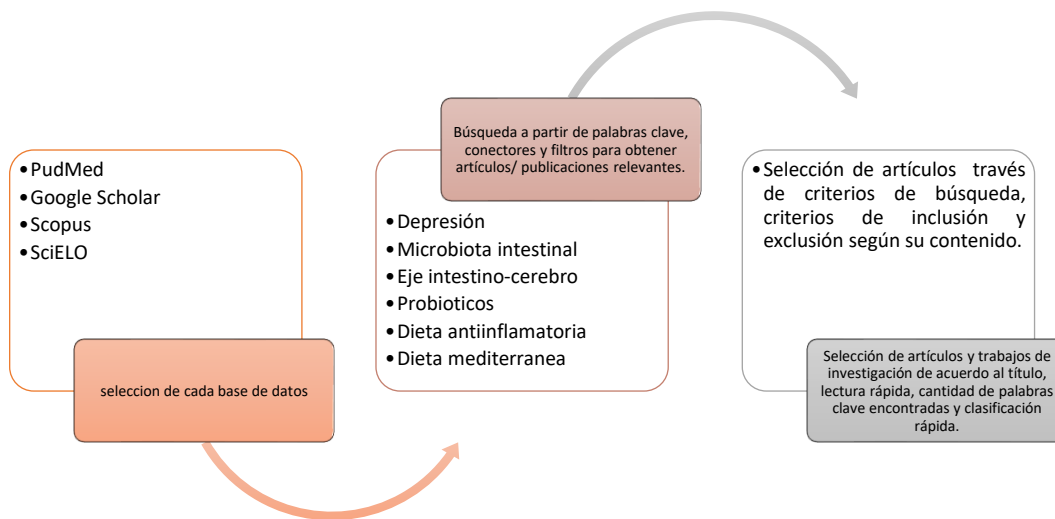 •PudMed
•Google Scholar
•Scopus
•SciELO
seleccion de cada base de datos
Búsqueda a partir de palabras clave,
conectores y filtros para obtener
artículos/ publicaciones relevantes.
•Depresión
•Microbiota intestinal
•Eje intestino-cerebro
•Probioticos
•Dieta antiinflamatoria
•Dieta mediterranea
•Selección de artículos través
de criterios de búsqueda,
criterios de inclusión y
exclusión según su contenido.
Selección de artículos y trabajos de
investigación de acuerdo al título,
lectura rápida, cantidad de palabras
clave encontradas y clasificación
rápida.